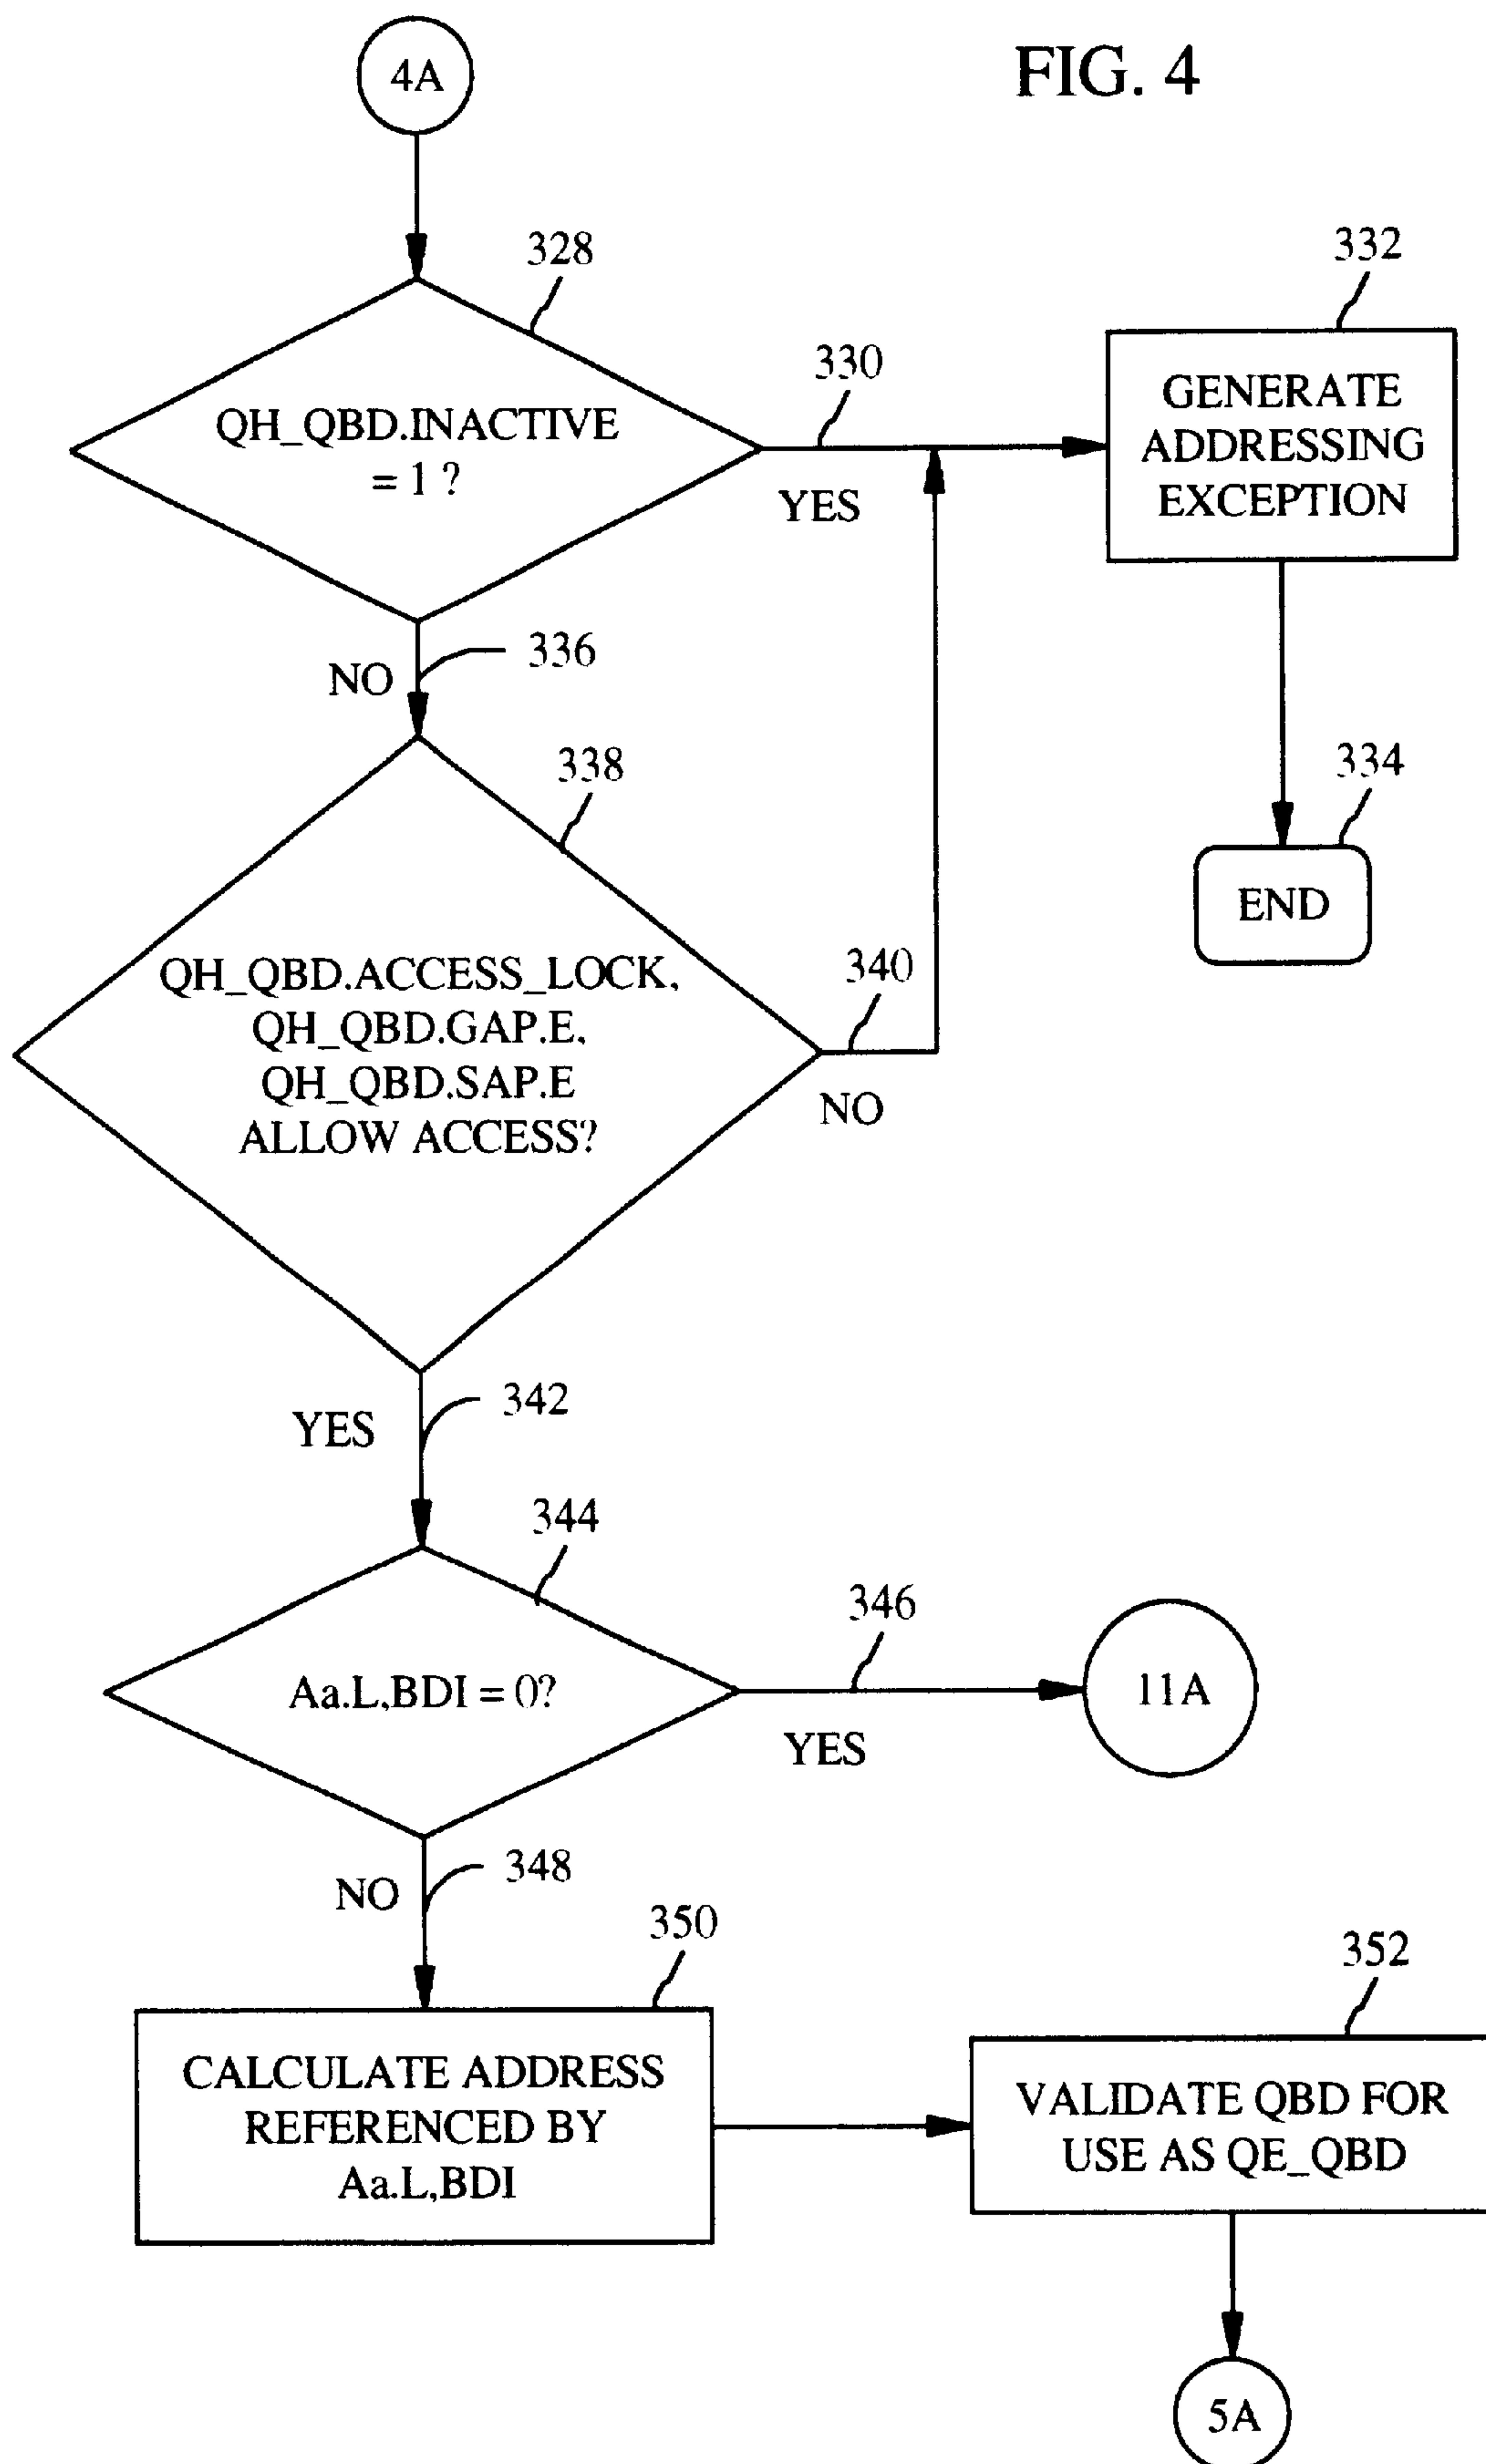 FIG. 4
4A
328
QH_QBD.INACTIVE
= 1 ?
330
YES
332
GENERATE
ADDRESSING
EXCEPTION
NO
336
334
END
338
QH_QBD.ACCESS_LOCK,
QH_QBD.GAP.E,
QH_QBD.SAP.E
ALLOW ACCESS?
340
NO
YES
342
344
Aa.L,BDI = 0?
346
YES
11A
NO
348
350
CALCULATE ADDRESS
REFERENCED BY
Aa.L,BDI
352
VALIDATE QBD FOR
USE AS QE_QBD
5A